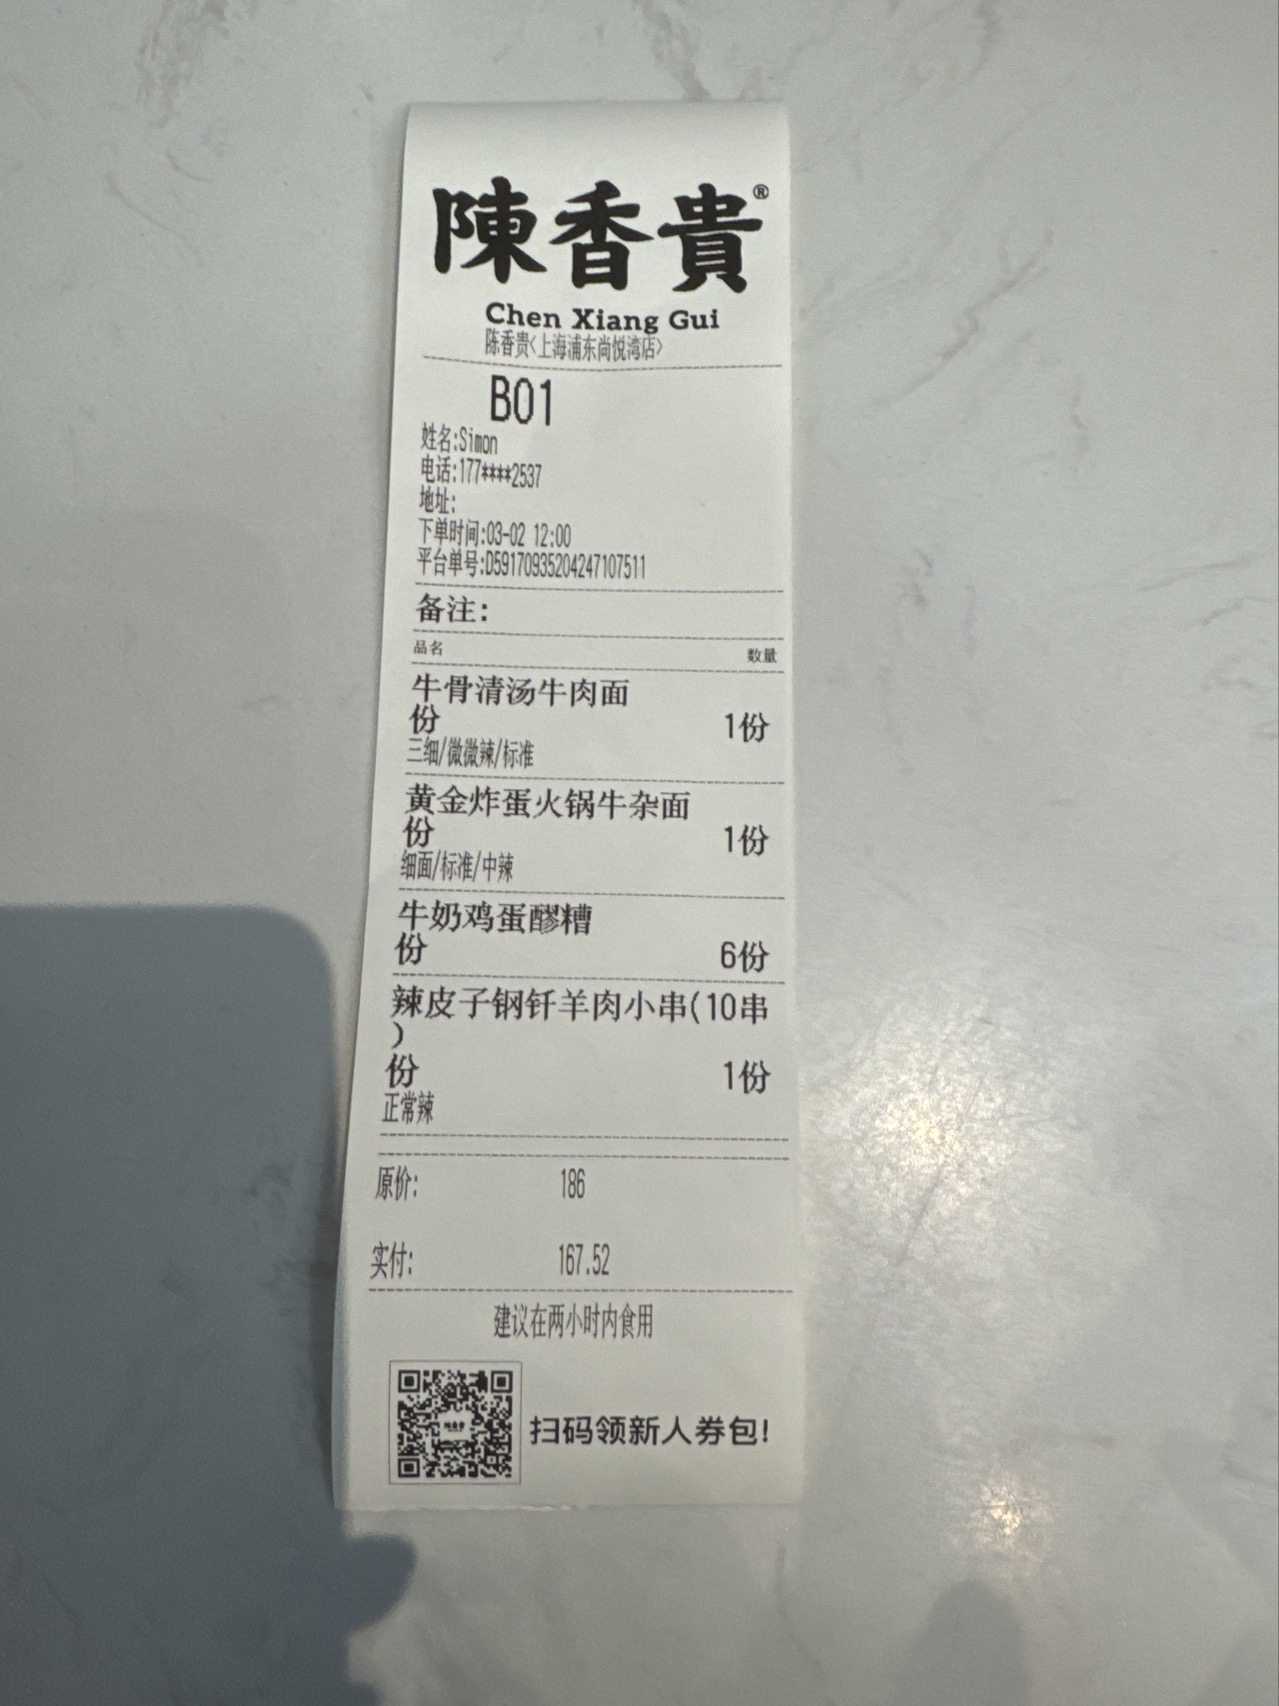 陳香貴®
Chen Xiang Gui
陈香贵<上海浦东尚悦湾店>
B01
姓名:Simon
电话:177****2537
地址:
下单时间:03-02 12:00
平台单号:D59170935204247107511
备注:
品名 数量
牛骨清汤牛肉面
份 1份
三细/微微辣/标准
黄金炸蛋火锅牛杂面
份 1份
细面/标准/中辣
牛奶鸡蛋醪糟
份 6份
辣皮子钢钎羊肉小串(10串
)
份 1份
正常辣
原价: 186
实付: 167.52
建议在两小时内食用
扫码领新人券包!